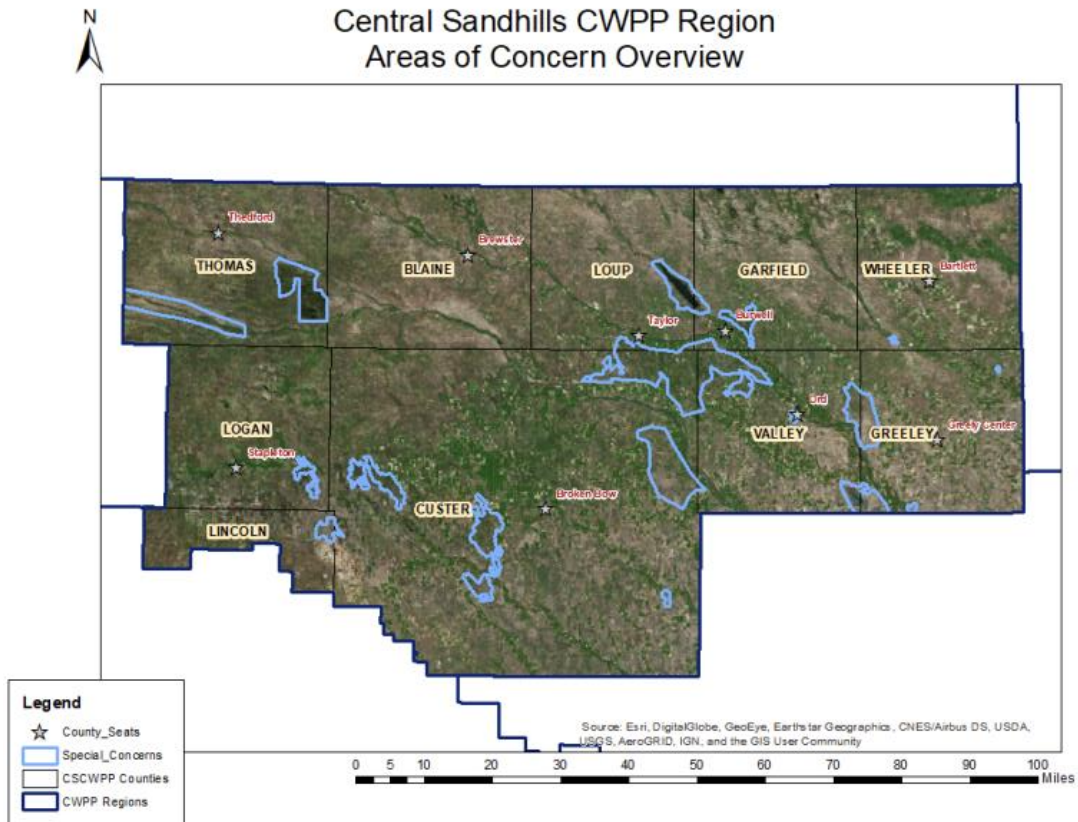 Central Sandhills CWPP Region
Areas of Concern Overview
N
Thedford
Brewster
THOMAS
BLAINE
LOUP
GARFIELD
WHEELER
Bartlett
Taylor
Burwell
LOGAN
Stapleton
Ord
VALLEY
GREELEY
Greely Center
CUSTER
Broken Bow
LINCOLN
Legend
County_Seats
Special_Concerns
CSCWPP Counties
CWPP Regions
Source: Esri, DigitalGlobe, GeoEye, Earthstar Geographics, CNES/Airbus DS, USDA,
USGS, AeroGRID, IGN, and the GIS User Community
0 2 5 7 10 20 30 40 50 60 70 80 90 100
Miles